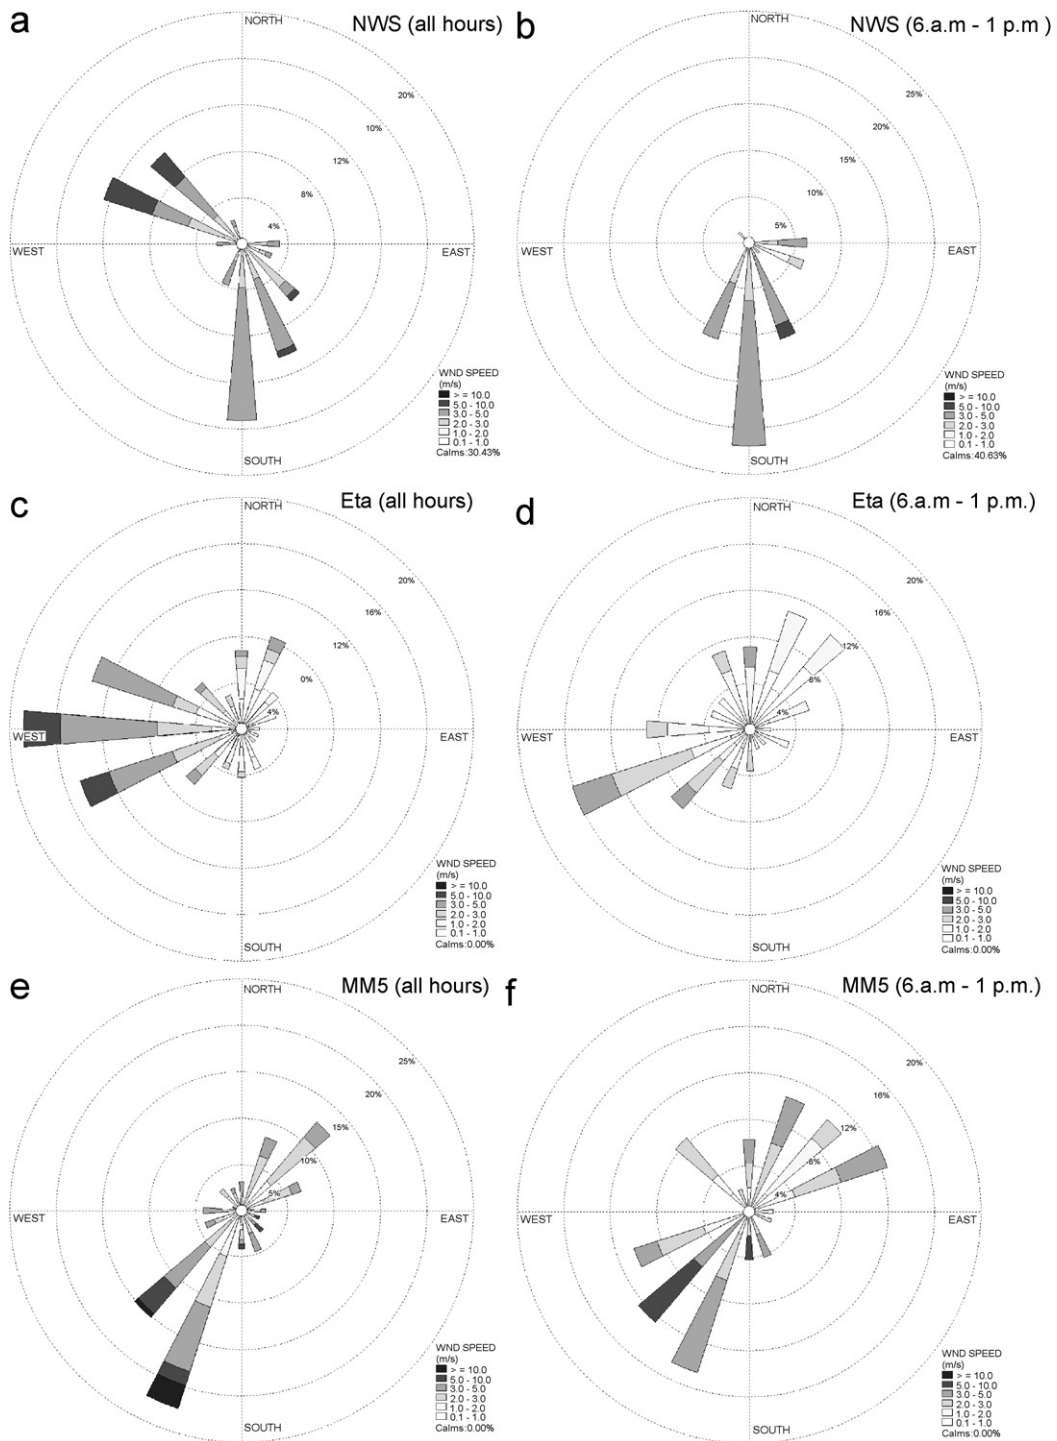 a
NWS (all hours)
NORTH
20%
10%
12%
8%
4%
WEST
EAST
SOUTH
WND SPEED
(m/s)
> = 10.0
5.0 - 10.0
3.0 - 5.0
2.0 - 3.0
1.0 - 2.0
0.1 - 1.0
Calms:30.43%
b
NWS (6.a.m - 1 p.m )
NORTH
25%
20%
15%
10%
5%
WEST
EAST
SOUTH
WND SPEED
(m/s)
> = 10.0
5.0 - 10.0
3.0 - 5.0
2.0 - 3.0
1.0 - 2.0
0.1 - 1.0
Calms:40.63%
c
Eta (all hours)
NORTH
20%
16%
12%
0%
4%
WEST
EAST
SOUTH
WND SPEED
(m/s)
> = 10.0
5.0 - 10.0
3.0 - 5.0
2.0 - 3.0
1.0 - 2.0
0.1 - 1.0
Calms:0.00%
d
Eta (6.a.m - 1 p.m.)
NORTH
20%
16%
12%
8%
4%
WEST
EAST
SOUTH
WND SPEED
(m/s)
> = 10.0
5.0 - 10.0
3.0 - 5.0
2.0 - 3.0
1.0 - 2.0
0.1 - 1.0
Calms:0.00%
e
MM5 (all hours)
NORTH
25%
20%
15%
10%
5%
WEST
EAST
SOUTH
WND SPEED
(m/s)
> = 10.0
5.0 - 10.0
3.0 - 5.0
2.0 - 3.0
1.0 - 2.0
0.1 - 1.0
Calms:0.00%
f
MM5 (6.a.m - 1 p.m.)
NORTH
20%
16%
12%
8%
4%
WEST
EAST
SOUTH
WND SPEED
(m/s)
> = 10.0
5.0 - 10.0
3.0 - 5.0
2.0 - 3.0
1.0 - 2.0
0.1 - 1.0
Calms:0.00%